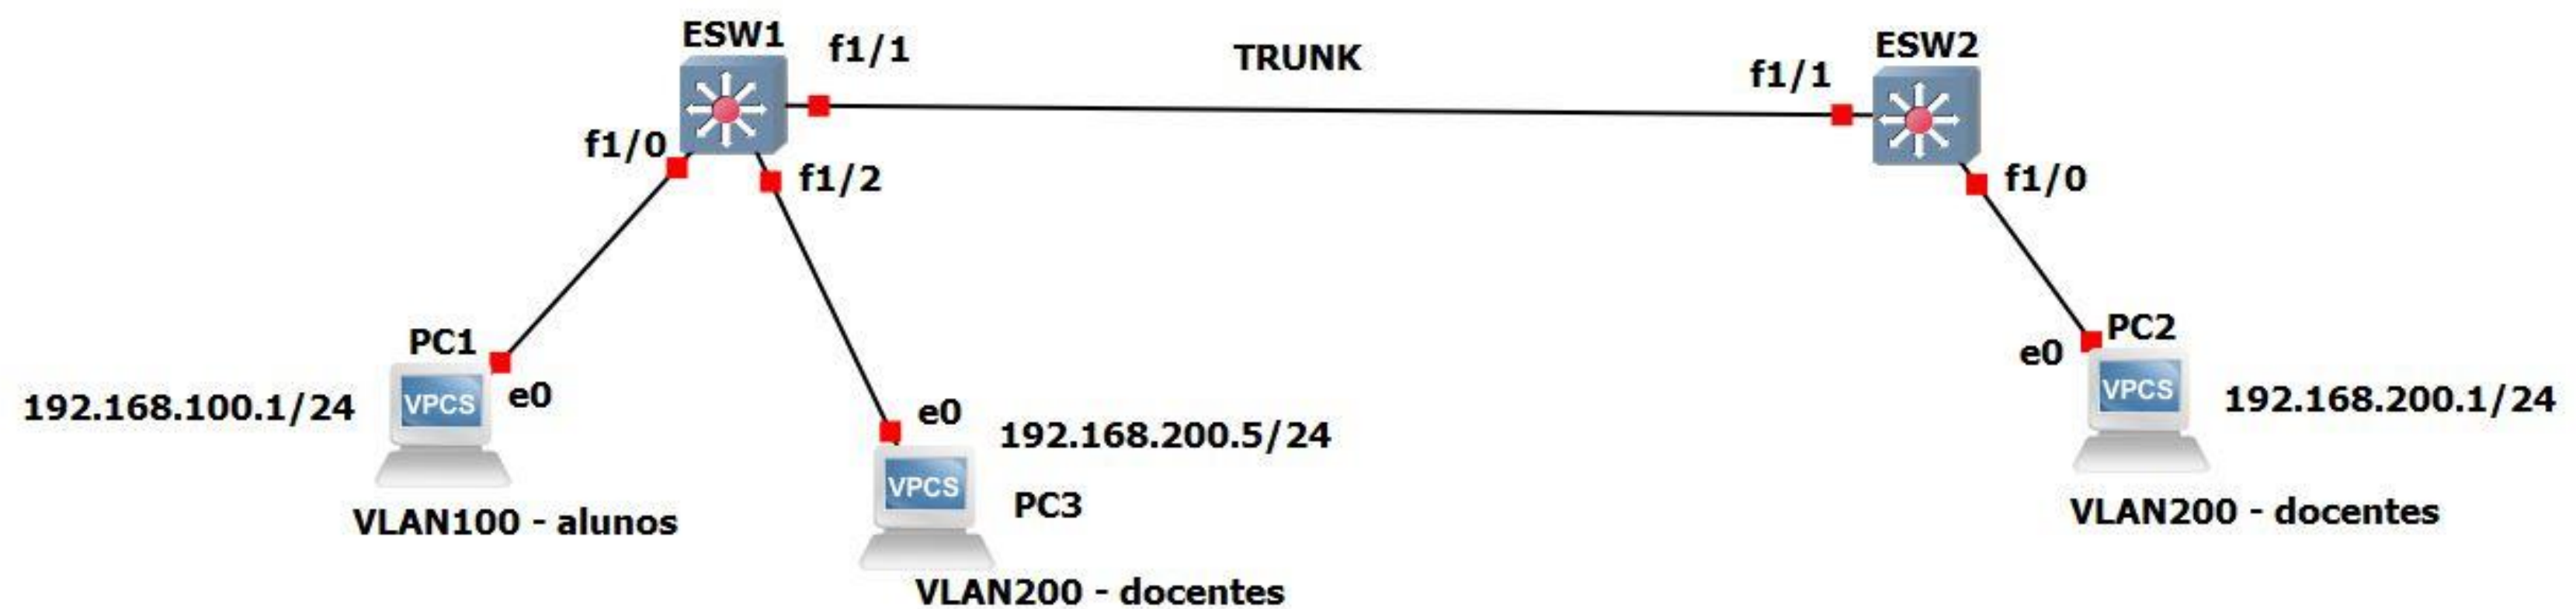 ESW1
f1/1
TRUNK
ESW2
f1/1
f1/0
f1/2
f1/0
PC1
VPCS
e0
192.168.100.1/24
VLAN100 - alunos
e0
192.168.200.5/24
VPCS
PC3
VLAN200 - docentes
PC2
e0
VPCS
192.168.200.1/24
VLAN200 - docentes